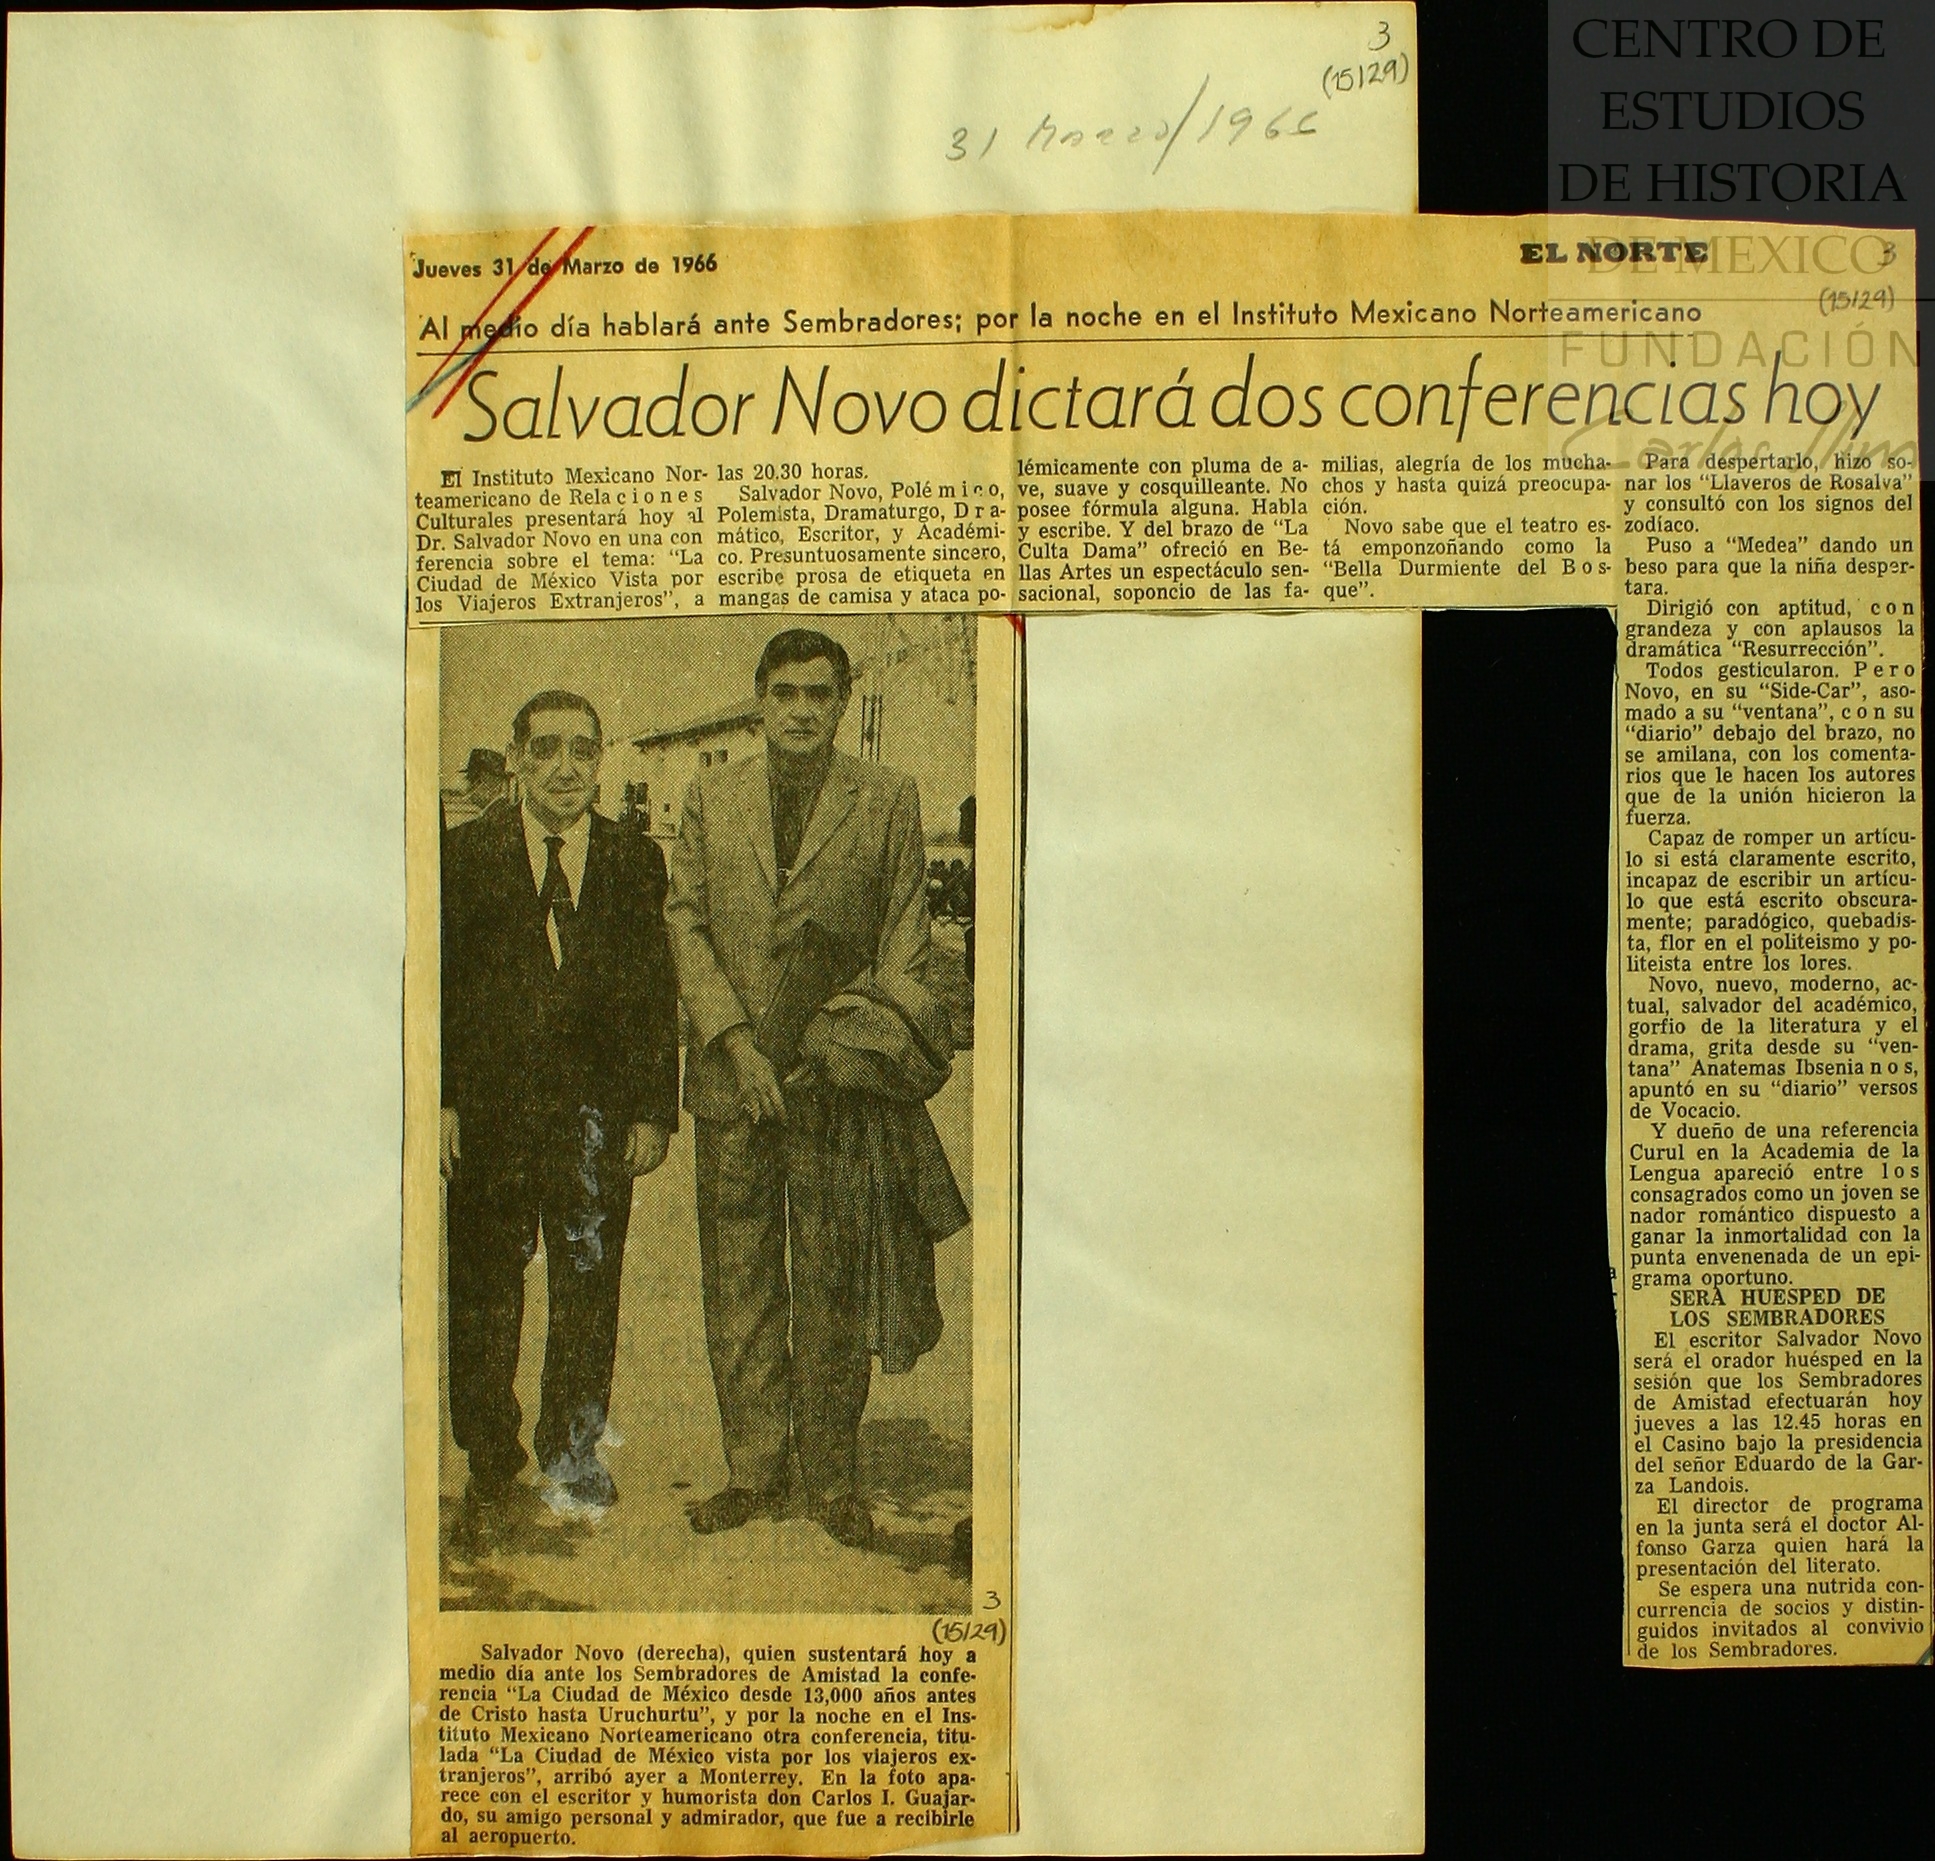 3
(15/29)
31 Marzo/1966
CENTRO DE
ESTUDIOS
DE HISTORIA
DE MEXICO
FUNDACIÓN
Carlos Slim
Jueves 31 de Marzo de 1966
EL NORTE
3
(15/29)
Al medio día hablará ante Sembradores; por la noche en el Instituto Mexicano Norteamericano
Salvador Novo dictará dos conferencias hoy
El Instituto Mexicano Nor-
teamericano de Relaciones
Culturales presentará hoy al
Dr. Salvador Novo en una con
ferencia sobre el tema: "La
Ciudad de México Vista por
los Viajeros Extranjeros", a
las 20.30 horas.
Salvador Novo, Polémico,
Polemista, Dramaturgo, Dra-
mático, Escritor, y Académi-
co. Presuntuosamente sincero,
escribe prosa de etiqueta en
mangas de camisa y ataca po-
lémicamente con pluma de a-
ve, suave y cosquilleante. No
posee fórmula alguna. Habla
y escribe. Y del brazo de "La
Culta Dama" ofreció en Be-
llas Artes un espectáculo sen-
sacional, soponcio de las fa-
milias, alegría de los mucha-
chos y hasta quizá preocupa-
ción.
Novo sabe que el teatro es-
tá emponzoñando como la
"Bella Durmiente del Bos-
que".
Para despertarlo, hizo so-
nar los "Llaveros de Rosalva"
y consultó con los signos del
zodíaco.
Puso a "Medea" dando un
beso para que la niña desper-
tara.
Dirigió con aptitud, con
grandeza y con aplausos la
dramática "Resurrección".
Todos gesticularon. Pero
Novo, en su "Side-Car", aso-
mado a su "ventana", con su
"diario" debajo del brazo, no
se amilana, con los comenta-
rios que le hacen los autores
que de la unión hicieron la
fuerza.
Capaz de romper un artícu-
lo si está claramente escrito,
incapaz de escribir un artícu-
lo que está escrito obscura-
mente; paradógico, quebadis-
ta, flor en el politeismo y po-
liteista entre los lores.
Novo, nuevo, moderno, ac-
tual, salvador del académico,
gorfio de la literatura y el
drama, grita desde su "ven-
tana" Anatemas Ibsenianos,
apuntó en su "diario" versos
de Vocacio.
Y dueño de una referencia
Curul en la Academia de la
Lengua apareció entre los
consagrados como un joven se
nador romántico dispuesto a
ganar la inmortalidad con la
punta envenenada de un epi-
grama oportuno.
SERA HUESPED DE
LOS SEMBRADORES
El escritor Salvador Novo
será el orador huésped en la
sesión que los Sembradores
de Amistad efectuarán hoy
jueves a las 12.45 horas en
el Casino bajo la presidencia
del señor Eduardo de la Gar-
za Landois.
El director de programa
en la junta será el doctor Al-
fonso Garza quien hará la
presentación del literato.
Se espera una nutrida con-
currencia de socios y distin-
guidos invitados al convivio
de los Sembradores.
3
(15/29)
Salvador Novo (derecha), quien sustentará hoy a
medio día ante los Sembradores de Amistad la confe-
rencia "La Ciudad de México desde 13,000 años antes
de Cristo hasta Uruchurtu", y por la noche en el Ins-
tituto Mexicano Norteamericano otra conferencia, titu-
lada "La Ciudad de México vista por los viajeros ex-
tranjeros", arribó ayer a Monterrey. En la foto apa-
rece con el escritor y humorista don Carlos I. Guajar-
do, su amigo personal y admirador, que fue a recibirle
al aeropuerto.